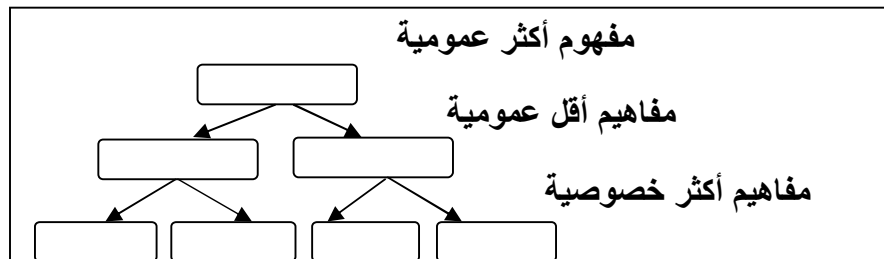 مفهوم أكثر عمومية
مفاهيم أقل عمومية
مفاهيم أكثر خصوصية